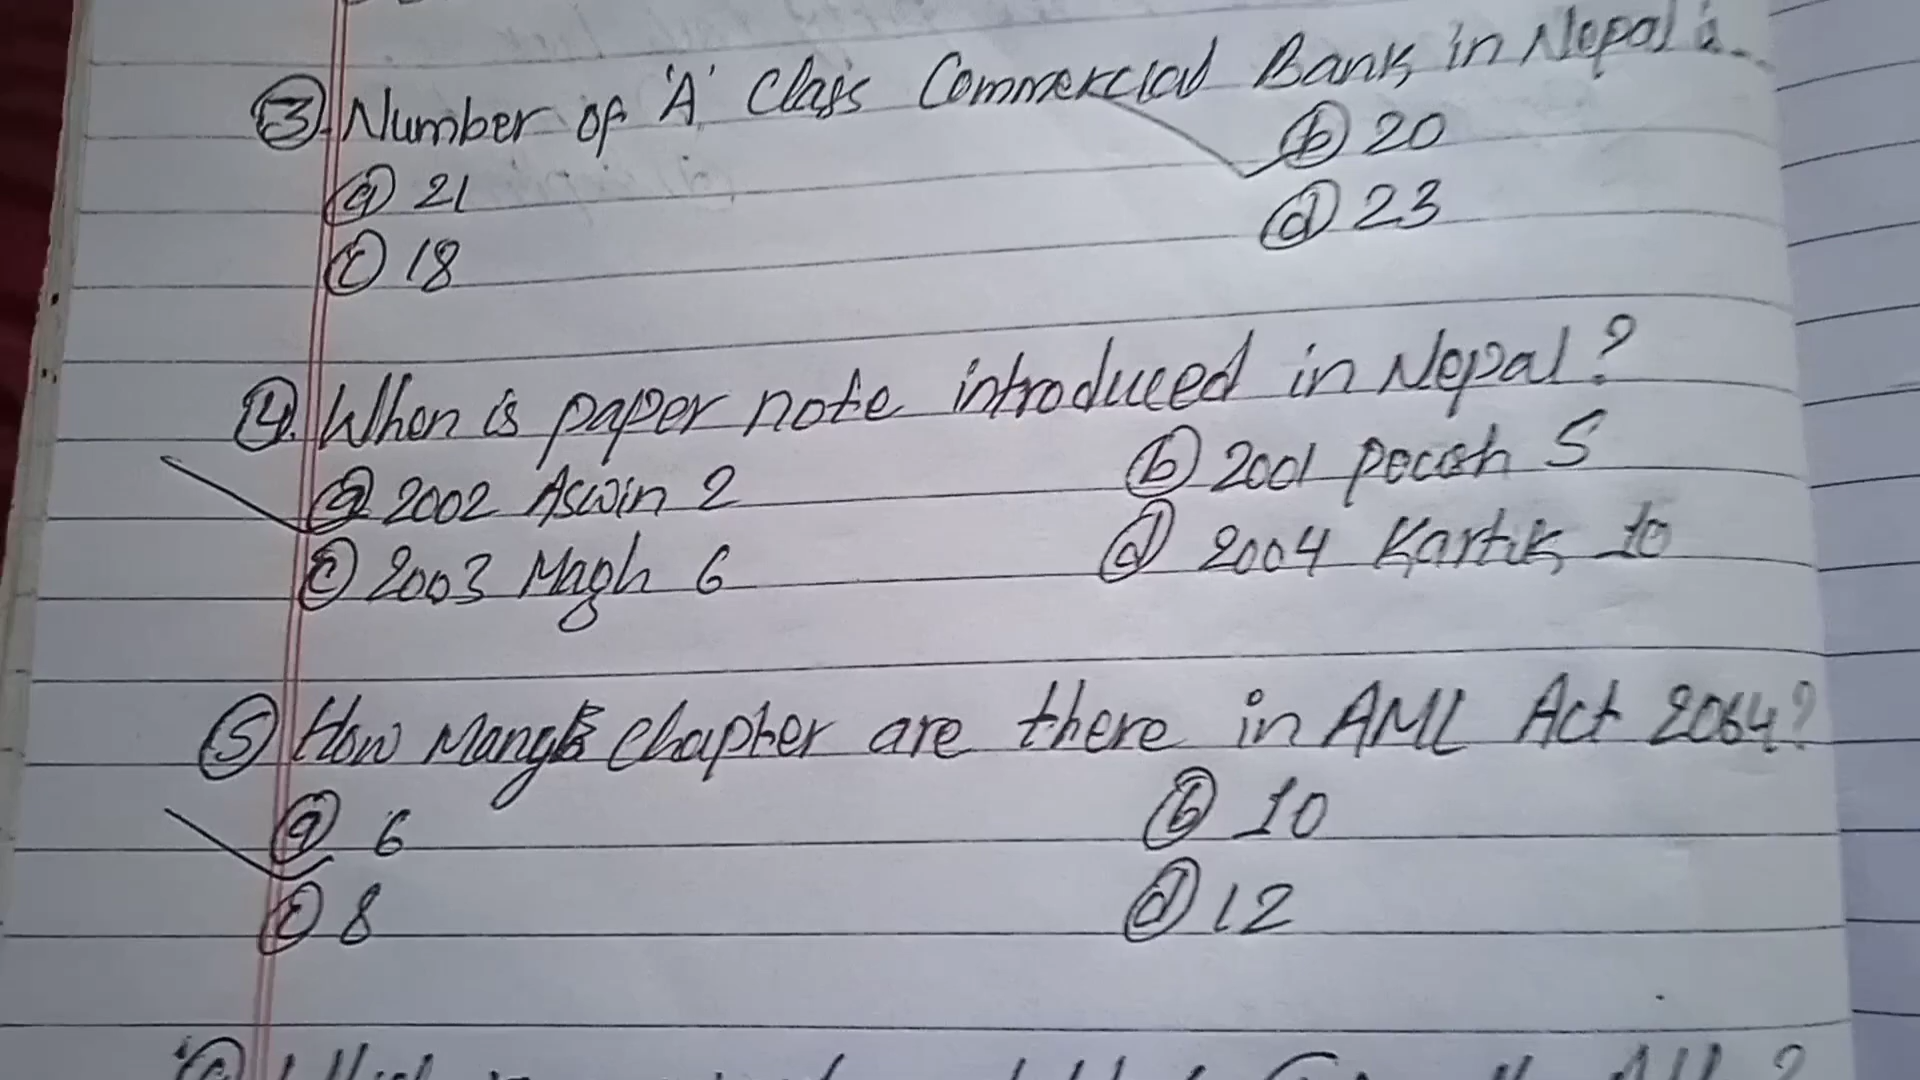 3. Number of 'A' Class Commercial Bank in Nepal is
a 21
b 20
c 18
d 23
4. When is paper note introduced in Nepal?
a 2002 Aswin 2
b 2001 Poush 5
c 2003 Magh 6
d 2004 Kartik 10
5 How Many chapter are there in AML Act 2064?
a 6
b 10
c 8
d 12